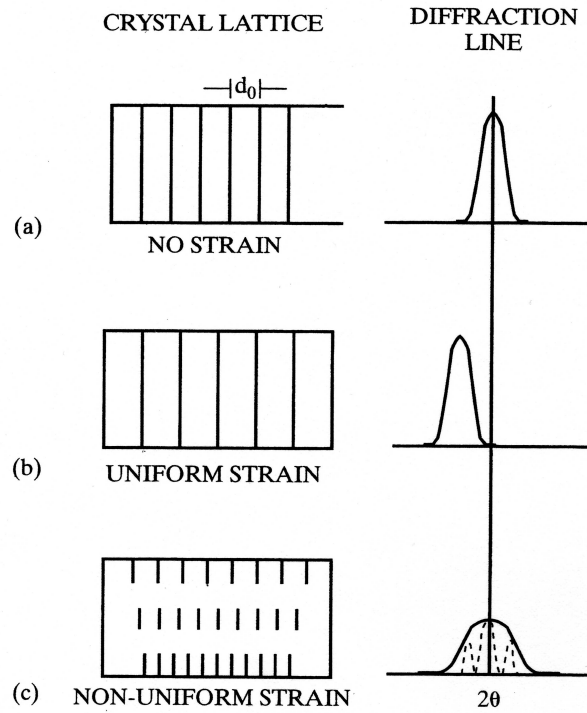 CRYSTAL LATTICE
DIFFRACTION
LINE
d₀
(a)
NO STRAIN
(b)
UNIFORM STRAIN
(c)
NON-UNIFORM STRAIN
2θ